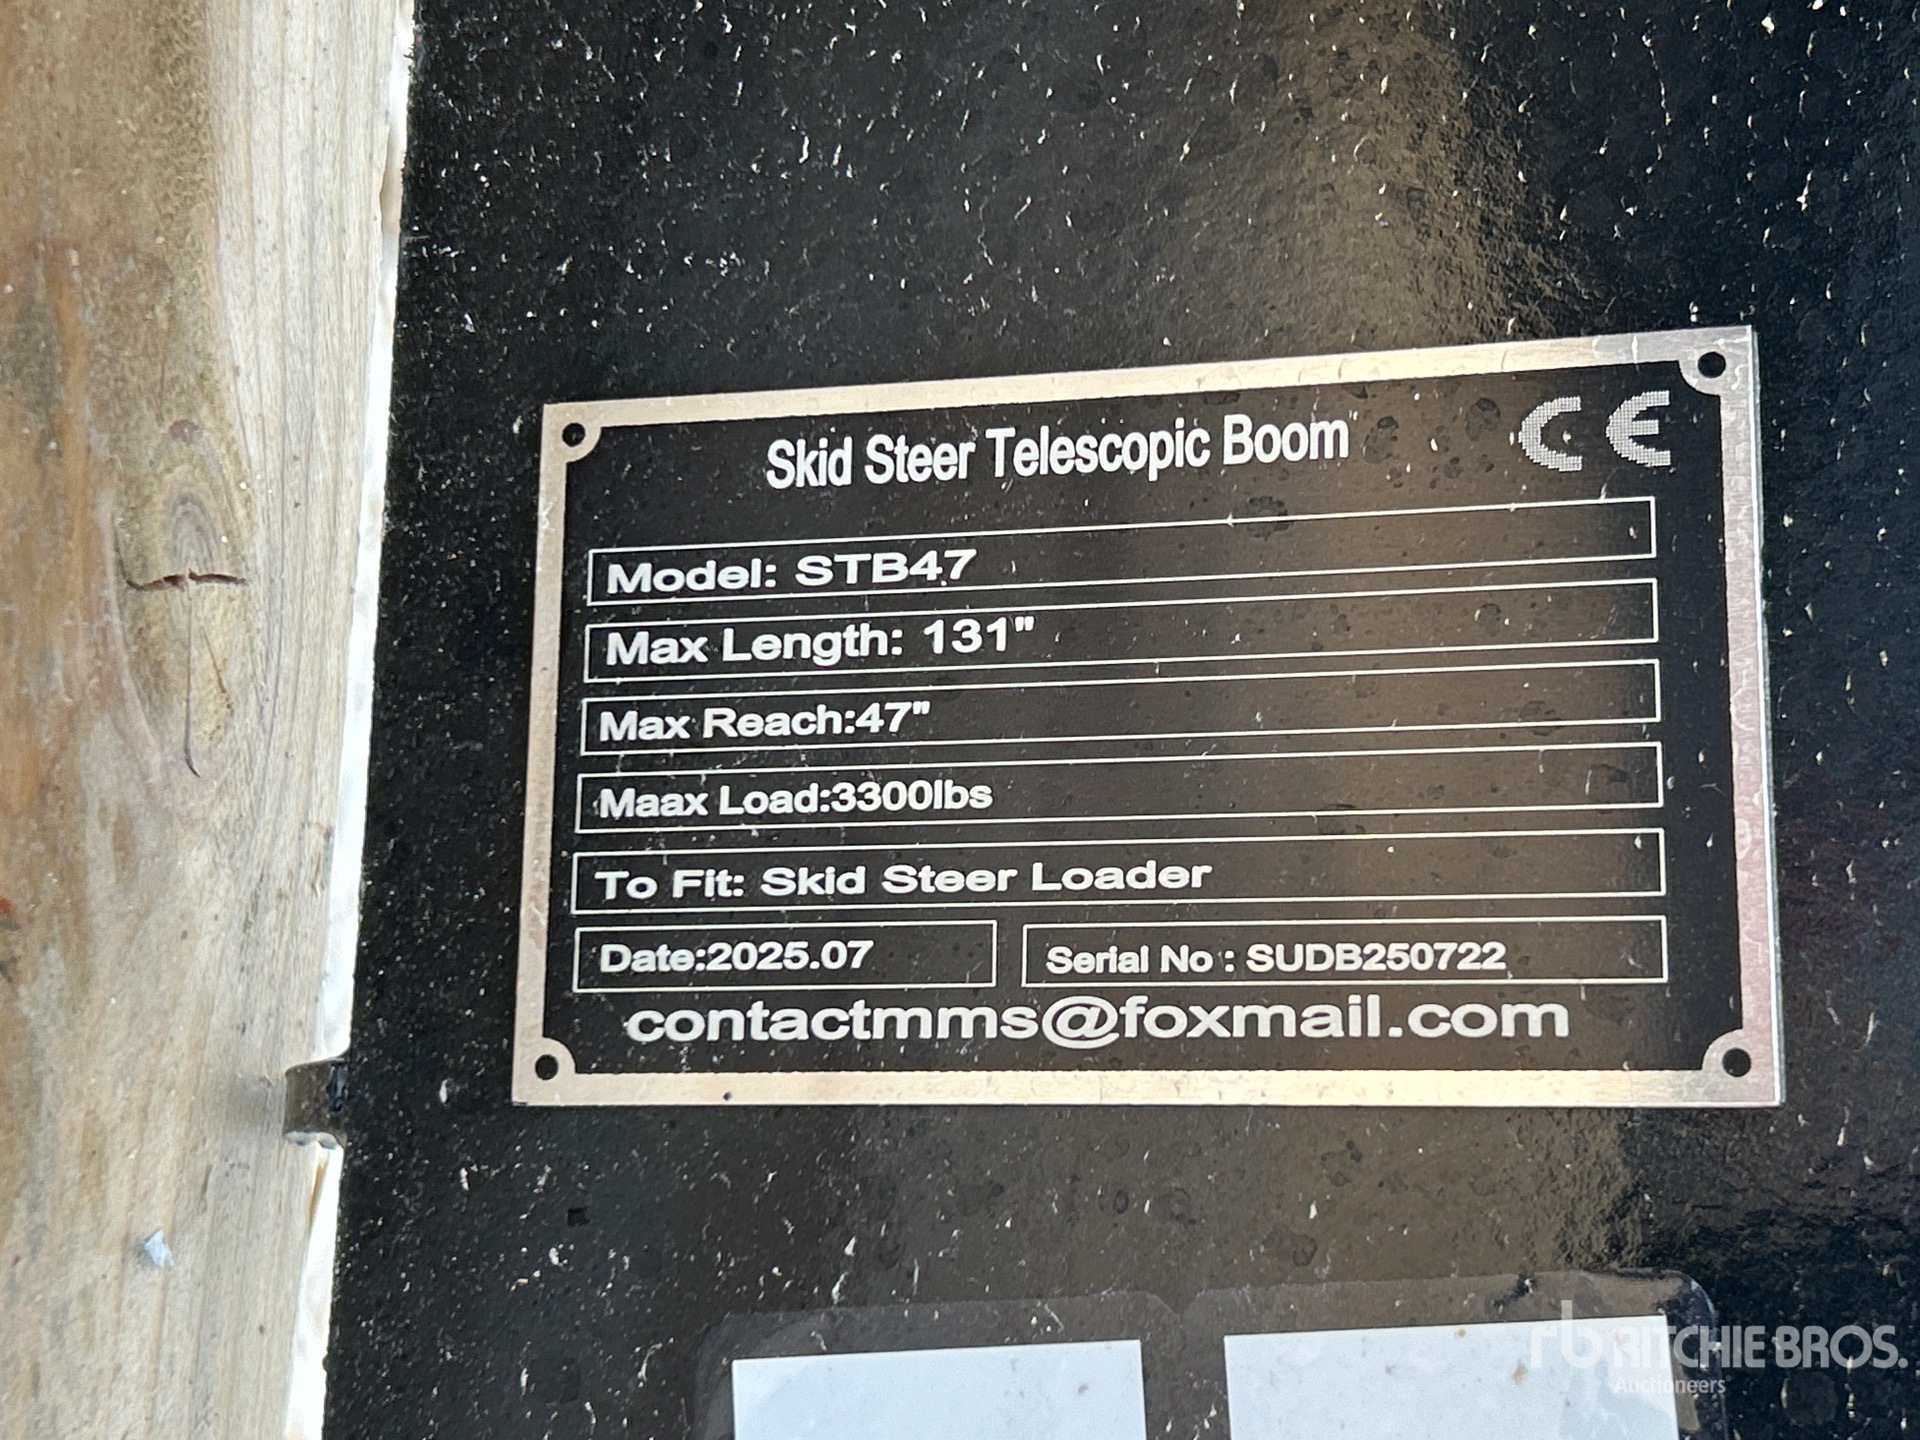 Skid Steer Telescopic Boom
CE
Model: STB47
Max Length: 131"
Max Reach:47"
Maax Load:3300lbs
To Fit: Skid Steer Loader
Date:2025.07
Serial No : SUDB250722
contactmms@foxmail.com
rb RITCHIE BROS.
Auctioneers